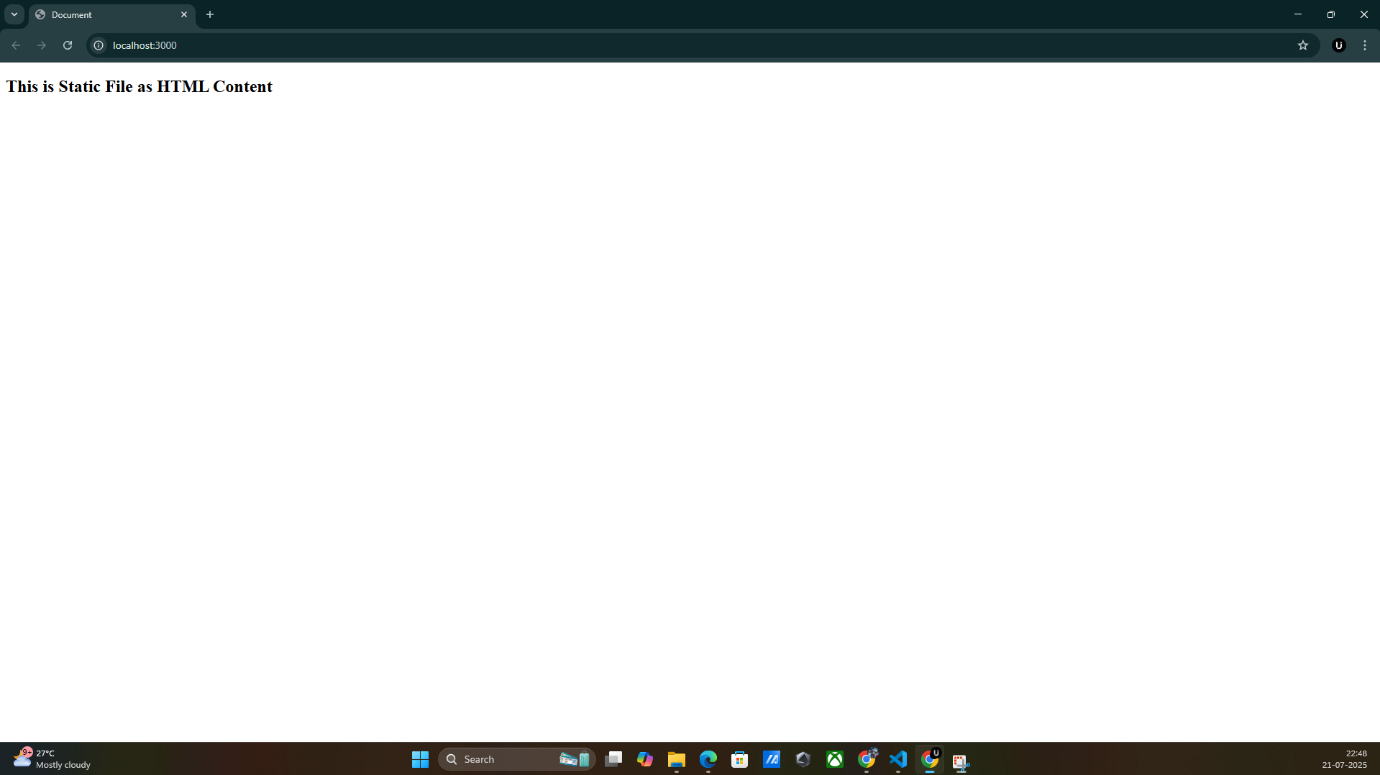 Document
localhost:3000
U
This is Static File as HTML Content
9+
27°C
Mostly cloudy
Search
U
22:48
21-07-2025